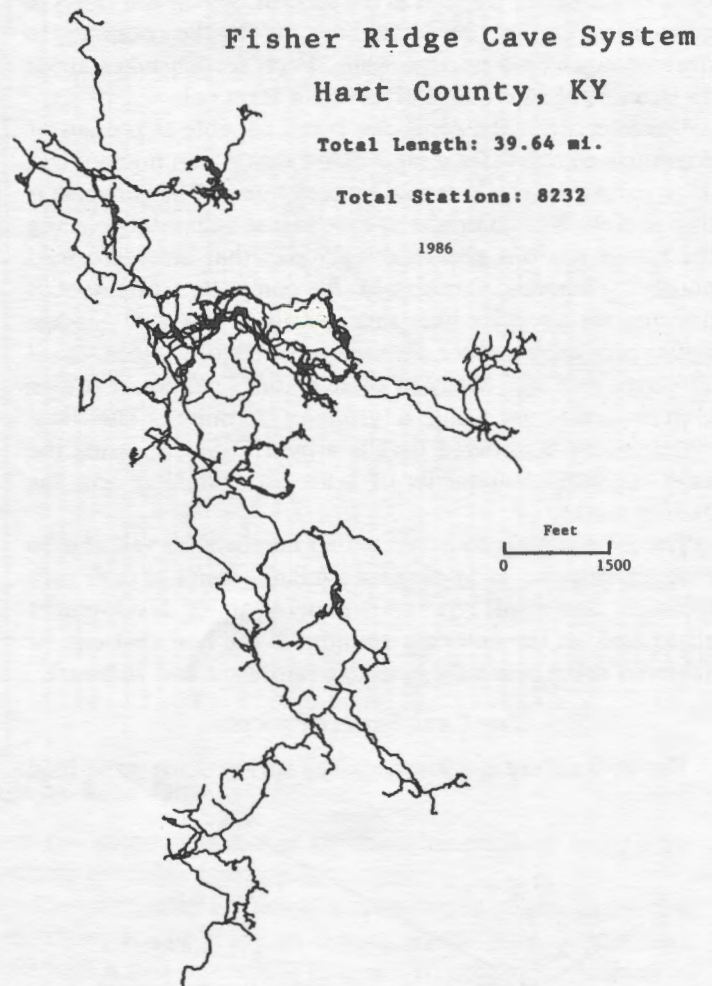 Fisher Ridge Cave System
Hart County, KY
Total Length: 39.64 mi.
Total Stations: 8232
1986
Feet
0 1500